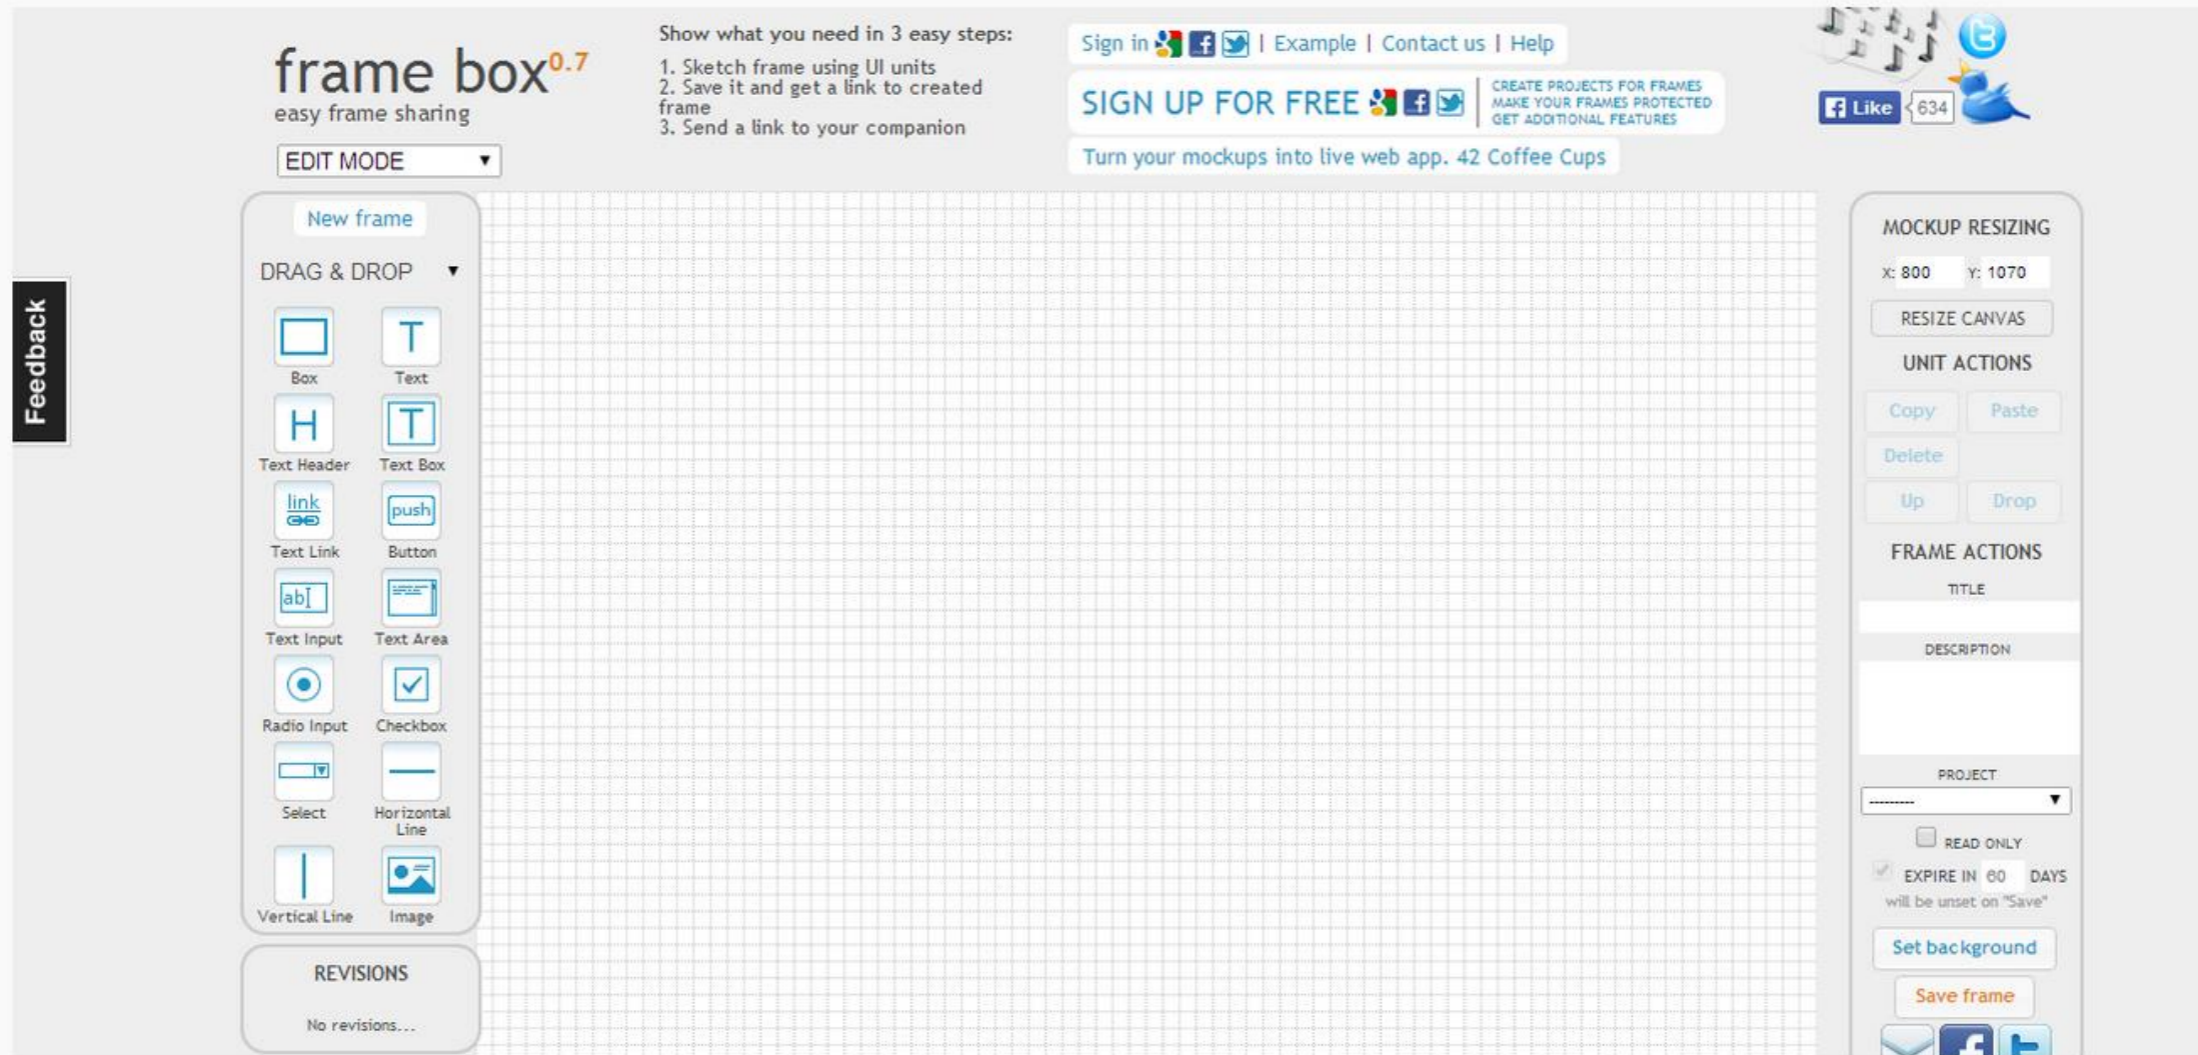 frame box0.7
easy frame sharing
EDIT MODE
Show what you need in 3 easy steps:
1. Sketch frame using UI units
2. Save it and get a link to created
frame
3. Send a link to your companion
Sign in | Example | Contact us | Help
SIGN UP FOR FREE
CREATE PROJECTS FOR FRAMES
MAKE YOUR FRAMES PROTECTED
GET ADDITIONAL FEATURES
Turn your mockups into live web app. 42 Coffee Cups
Like 634
Feedback
New frame
DRAG & DROP
T
Box Text
H T
Text Header Text Box
link push
Text Link Button
ab
Text Input Text Area
Radio Input Checkbox
Select Horizontal
Line
Vertical Line Image
REVISIONS
No revisions...
MOCKUP RESIZING
X: 800 Y: 1070
RESIZE CANVAS
UNIT ACTIONS
Copy Paste
Delete
Up Drop
FRAME ACTIONS
TITLE
DESCRIPTION
PROJECT
---------
READ ONLY
EXPIRE IN 60 DAYS
will be unset on "Save"
Set background
Save frame